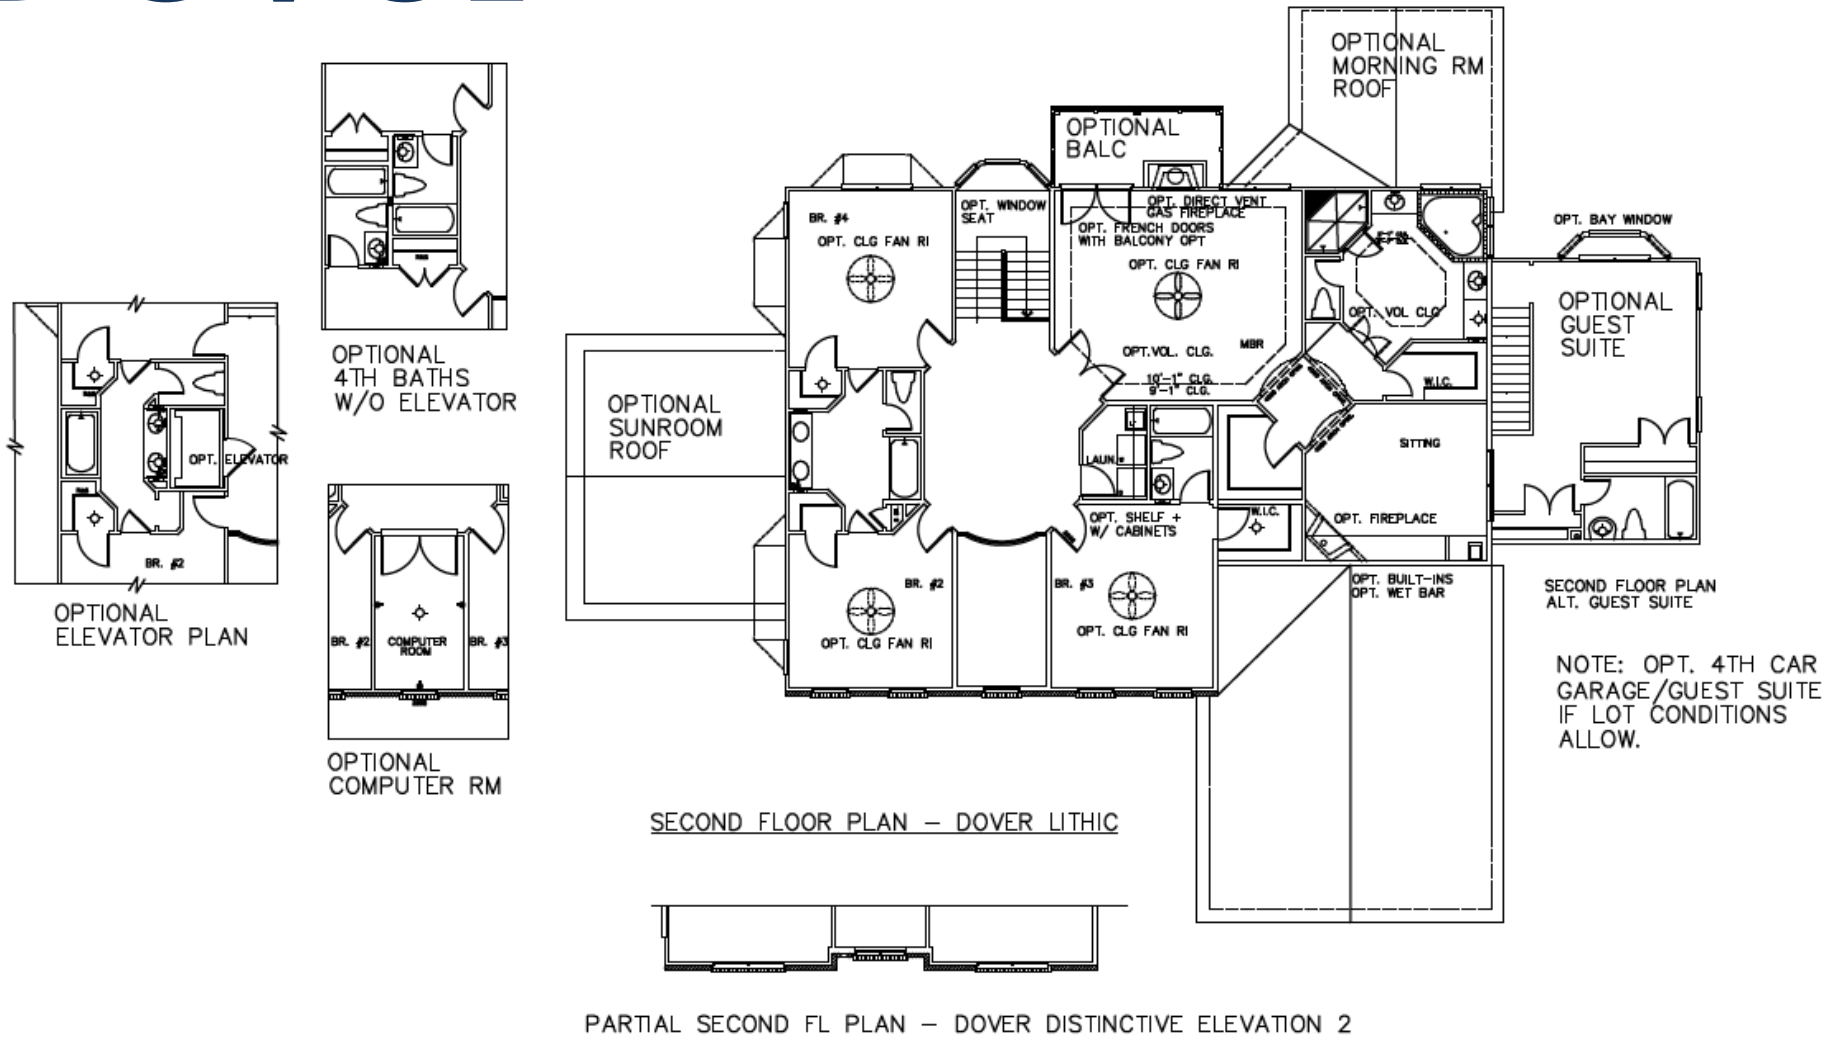 OPTIONAL
MORNING RM
ROOF
OPTIONAL
BALC
OPT. WINDOW
SEAT
OPT. DIRECT VENT
GAS FIREPLACE
OPT. FRENCH DOORS
WITH BALCONY OPT
BR. #4
OPT. CLG FAN RI
OPT. CLG FAN RI
OPT. BAY WINDOW
OPT. VOL CLG
OPTIONAL
GUEST
SUITE
MBR
OPT.VOL. CLG.
10'-1" CLG.
9'-1" CLG.
W.I.C.
OPTIONAL
4TH BATHS
W/O ELEVATOR
OPTIONAL
SUNROOM
ROOF
SITTING
OPT. ELEVATOR
LAUN.
OPT. SHELF +
W/ CABINETS
W.I.C.
OPT. FIREPLACE
BR. #2
OPTIONAL
ELEVATOR PLAN
BR. #2
COMPUTER
ROOM
BR. #3
BR. #2
OPT. CLG FAN RI
BR. #3
OPT. CLG FAN RI
OPT. BUILT-INS
OPT. WET BAR
SECOND FLOOR PLAN
ALT. GUEST SUITE
NOTE: OPT. 4TH CAR
GARAGE/GUEST SUITE
IF LOT CONDITIONS
ALLOW.
OPTIONAL
COMPUTER RM
SECOND FLOOR PLAN – DOVER LITHIC
PARTIAL SECOND FL PLAN – DOVER DISTINCTIVE ELEVATION 2